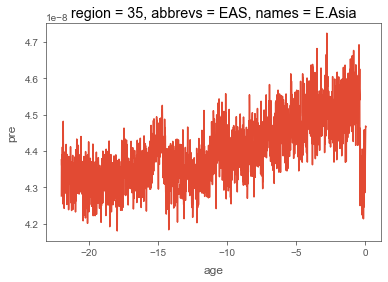 region = 35, abbrevs = EAS, names = E.Asia
1e−8
4.7
4.6
4.5
4.4
4.3
4.2
pre
−20
−15
−10
−5
0
age